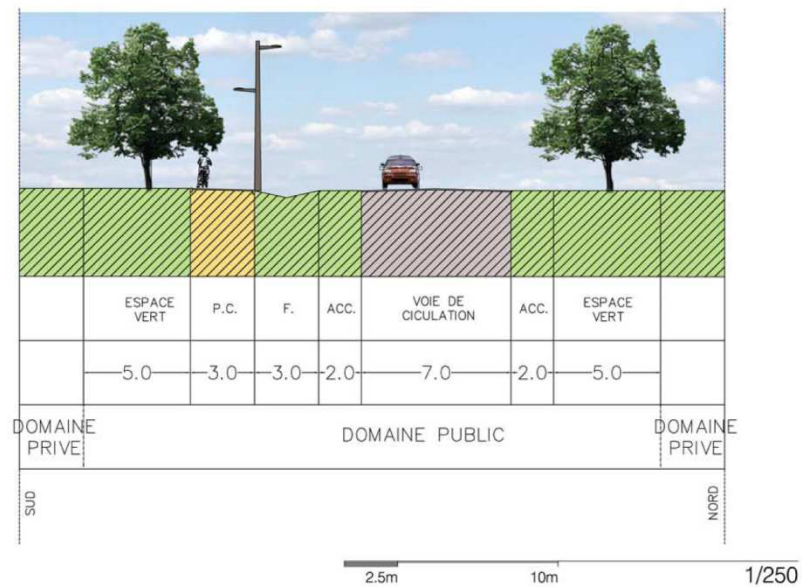 ESPACE VERT
P.C.
F.
ACC.
VOIE DE CICULATION
ACC.
ESPACE VERT
5.0
3.0
3.0
2.0
7.0
2.0
5.0
DOMAINE PRIVE
DOMAINE PUBLIC
DOMAINE PRIVE
SUD
NORD
2.5m
10m
1/250